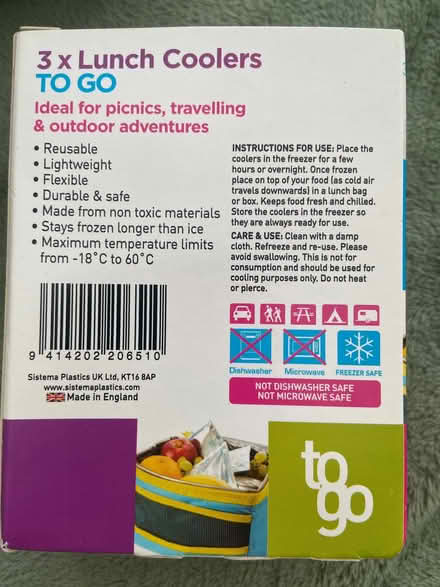 3 x Lunch Coolers
TO GO
Ideal for picnics, travelling
& outdoor adventures
• Reusable
• Lightweight
• Flexible
• Durable & safe
• Made from non toxic materials
• Stays frozen longer than ice
• Maximum temperature limits
from -18˚C to 60˚C
9 414202 206510
Sistema Plastics UK Ltd, KT16 8AP
www.sistemaplastics.com
Made in England
INSTRUCTIONS FOR USE: Place the
coolers in the freezer for a few
hours or overnight. Once frozen
place on top of your food (as cold air
travels downwards) in a lunch bag
or box. Keeps food fresh and chilled.
Store the coolers in the freezer so
they are always ready for use.
CARE & USE: Clean with a damp
cloth. Refreeze and re-use. Please
avoid swallowing. This is not for
consumption and should be used for
cooling purposes only. Do not heat
or pierce.
Dishwasher Microwave FREEZER SAFE
NOT DISHWASHER SAFE
NOT MICROWAVE SAFE
to
go